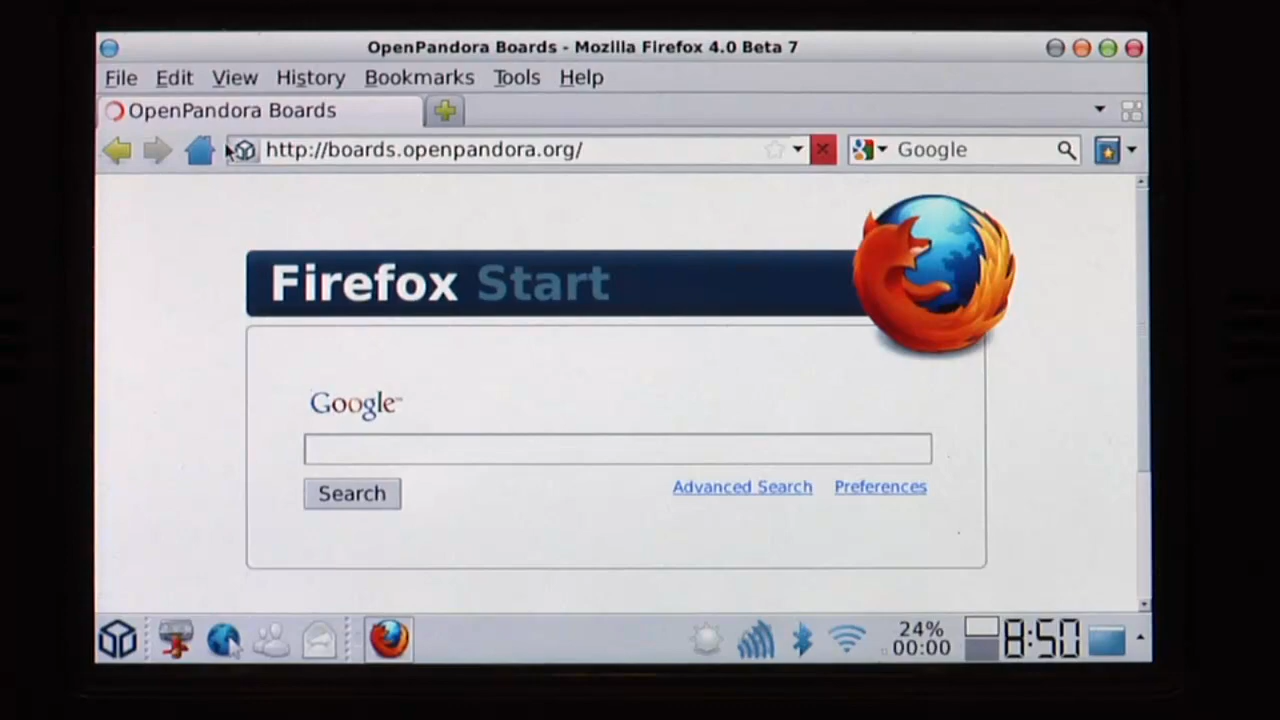 OpenPandora Boards - Mozilla Firefox 4.0 Beta 7
File Edit View History Bookmarks Tools Help
OpenPandora Boards
http://boards.openpandora.org/
Google
Firefox Start
Google™
Search
Advanced Search Preferences
24%
00:00
8:50